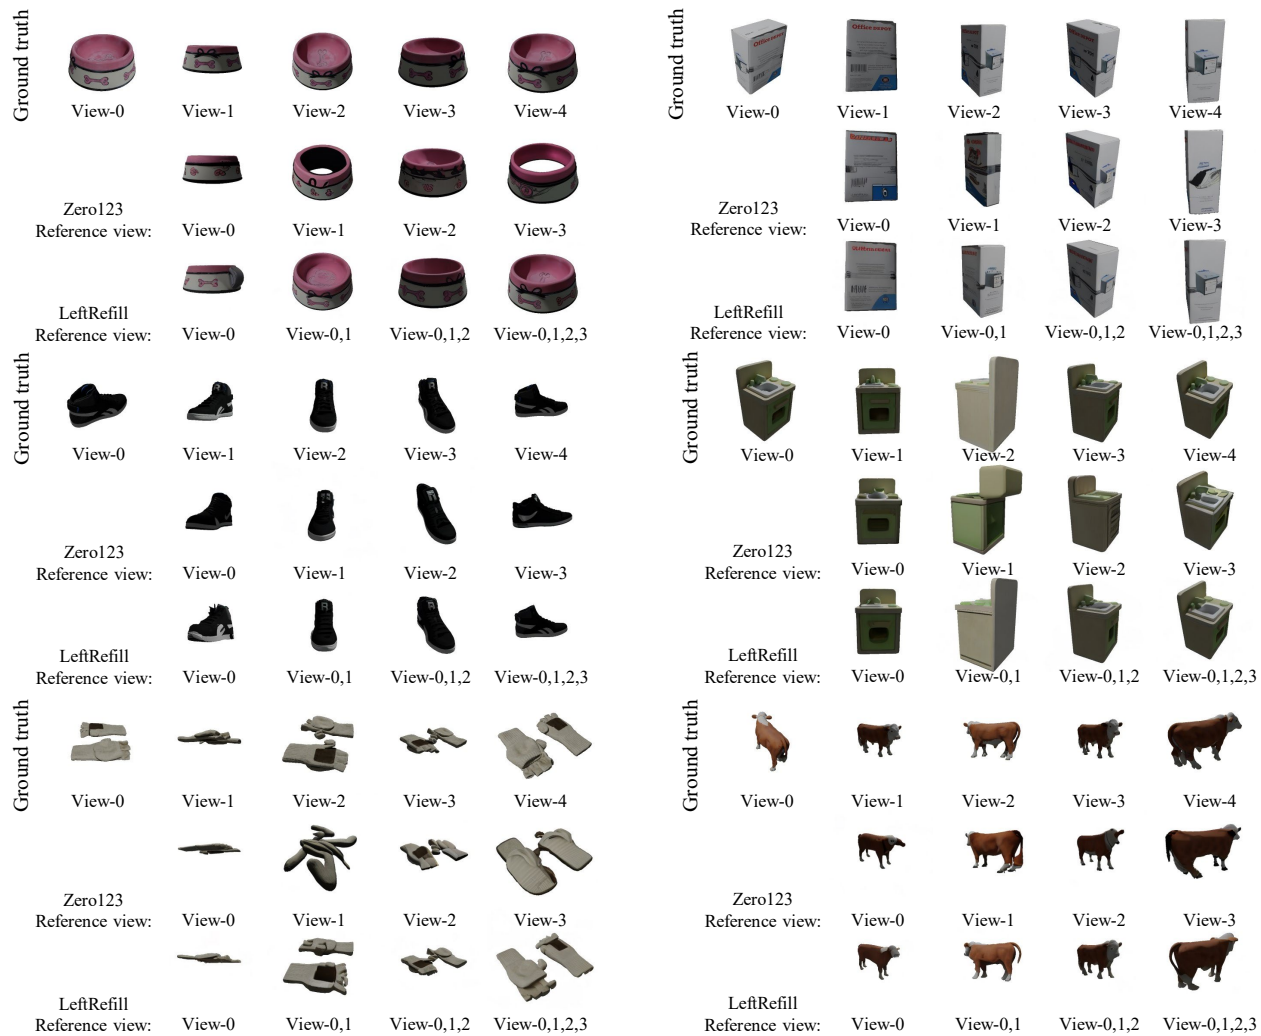 Ground truth
View-0 View-1 View-2 View-3 View-4
Zero123
Reference view: View-0 View-1 View-2 View-3
LeftRefill
Reference view: View-0 View-0,1 View-0,1,2 View-0,1,2,3
Ground truth
View-0 View-1 View-2 View-3 View-4
Zero123
Reference view: View-0 View-1 View-2 View-3
LeftRefill
Reference view: View-0 View-0,1 View-0,1,2 View-0,1,2,3
Ground truth
View-0 View-1 View-2 View-3 View-4
Zero123
Reference view: View-0 View-1 View-2 View-3
LeftRefill
Reference view: View-0 View-0,1 View-0,1,2 View-0,1,2,3
Ground truth
Office DEPOT
View-0 View-1 View-2 View-3 View-4
Zero123
Reference view: View-0 View-1 View-2 View-3
LeftRefill
Reference view: View-0 View-0,1 View-0,1,2 View-0,1,2,3
Ground truth
View-0 View-1 View-2 View-3 View-4
Zero123
Reference view: View-0 View-1 View-2 View-3
LeftRefill
Reference view: View-0 View-0,1 View-0,1,2 View-0,1,2,3
Ground truth
View-0 View-1 View-2 View-3 View-4
Zero123
Reference view: View-0 View-1 View-2 View-3
LeftRefill
Reference view: View-0 View-0,1 View-0,1,2 View-0,1,2,3